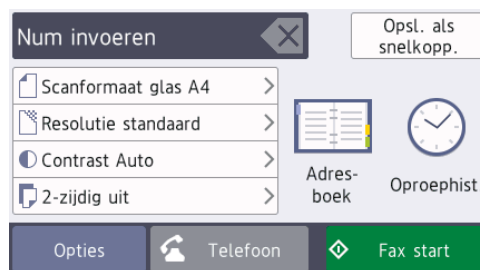 Num invoeren
Opsl. als
snelkopp.
Scanformaat glas A4
Resolutie standaard
Contrast Auto
2-zijdig uit
Adres-
boek
Oproephist
Opties
Telefoon
Fax start